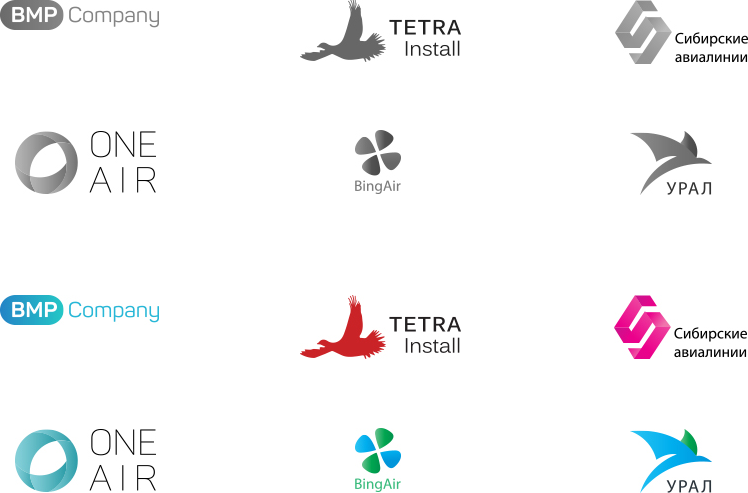 BMP Company
TETRA
Install
Сибирские
авиалинии
ONE
AIR
BingAir
УРАЛ
BMP Company
TETRA
Install
Сибирские
авиалинии
ONE
AIR
BingAir
УРАЛ